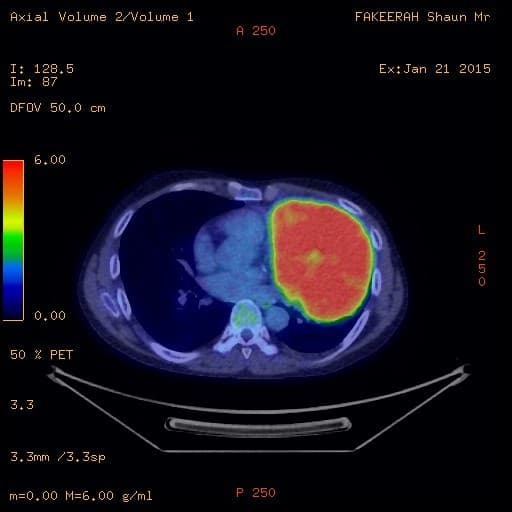 Axial Volume 2/Volume 1
FAKEERAH Shaun Mr
A 250
I: 128.5
Im: 87
Ex:Jan 21 2015
DFOV 50.0 cm
6.00
L 250
0.00
50 % PET
3.3
3.3mm /3.3sp
m=0.00 M=6.00 g/ml
P 250